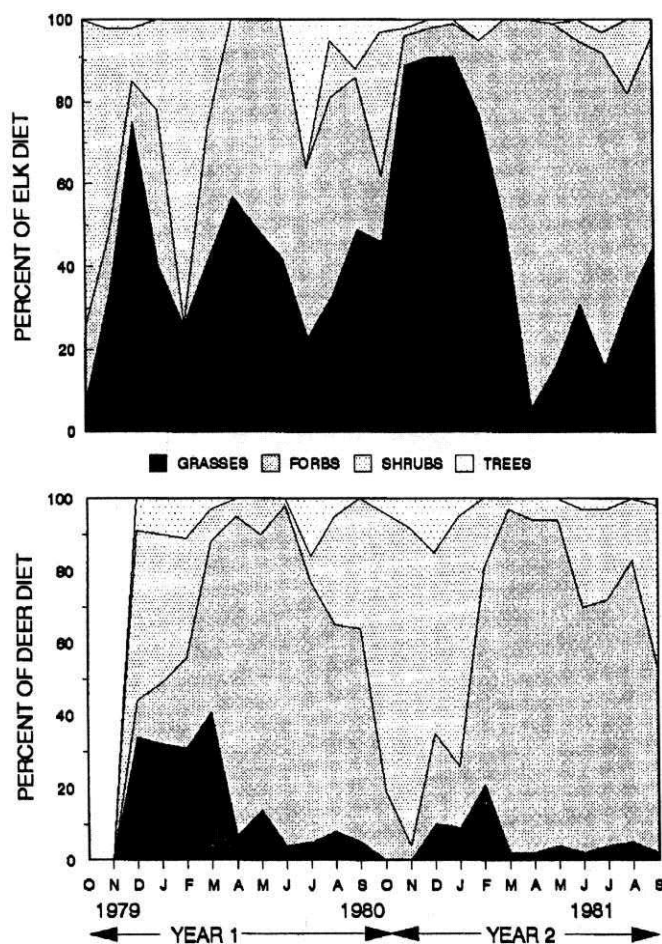 PERCENT OF ELK DIET
100
80
60
40
20
0
GRASSES FORBS SHRUBS TREES
PERCENT OF DEER DIET
100
80
60
40
20
0
O N D J F M A M J J A S O N D J F M A M J J A S
1979 1980 1981
YEAR 1 YEAR 2